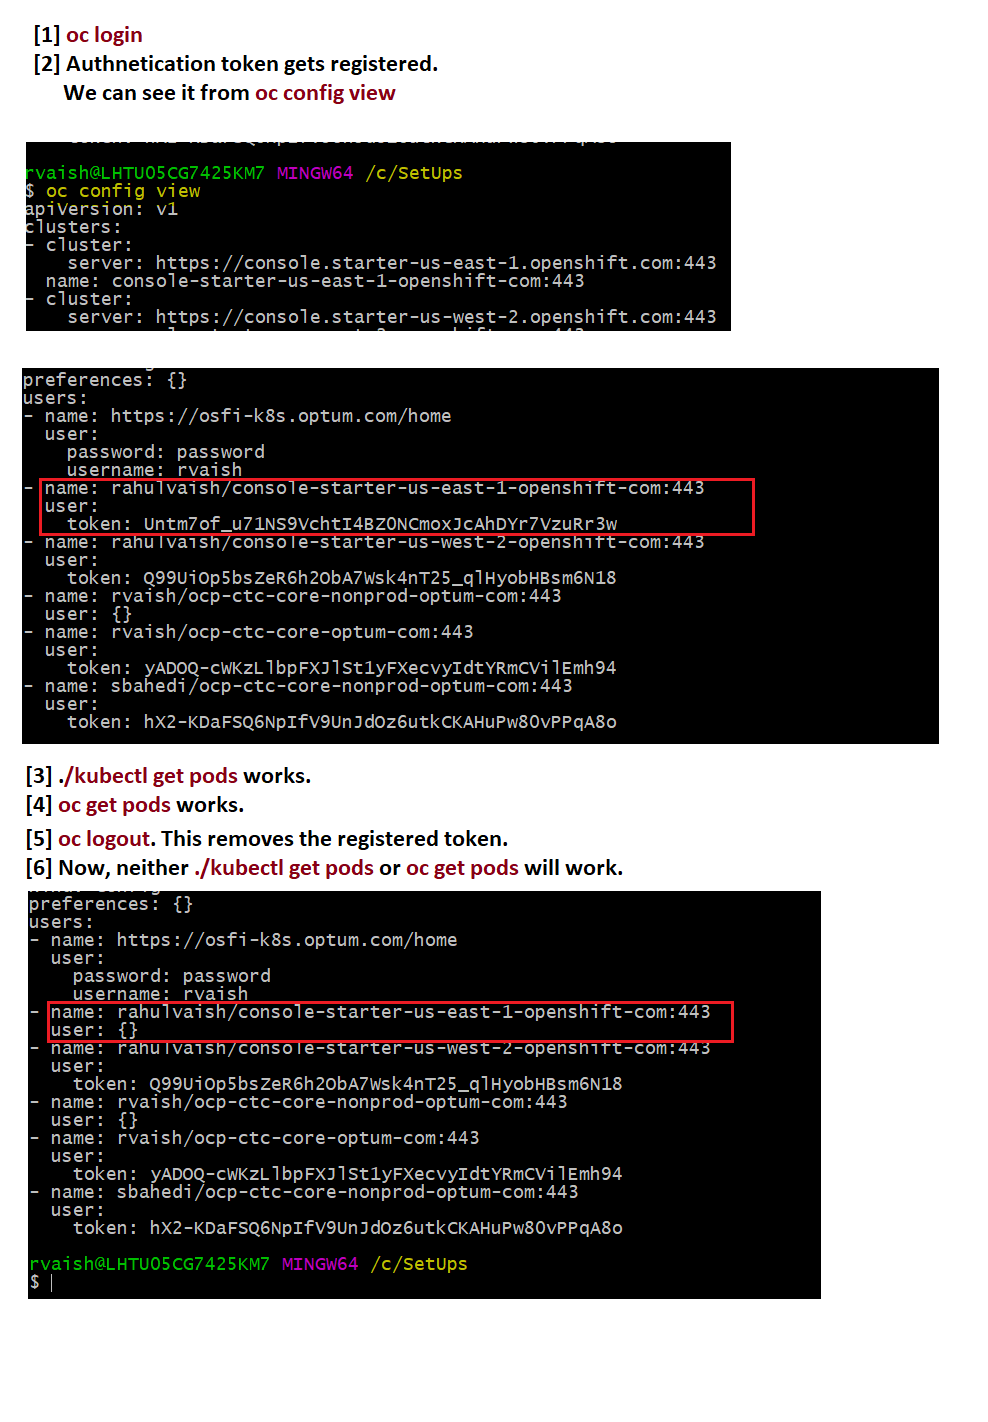 [1] oc login
[2] Authnetication token gets registered.
We can see it from oc config view
rvaish@LHTU05CG7425KM7 MINGW64 /c/SetUps
$ oc config view
apiVersion: v1
clusters:
- cluster:
server: https://console.starter-us-east-1.openshift.com:443
name: console-starter-us-east-1-openshift-com:443
- cluster:
server: https://console.starter-us-west-2.openshift.com:443
preferences: {}
users:
- name: https://osfi-k8s.optum.com/home
user:
password: password
username: rvaish
- name: rahulvaish/console-starter-us-east-1-openshift-com:443
user:
token: Untm7of_u71NS9VchtI4BZ0NCmoxJcAhDYr7VzuRr3w
- name: rahulvaish/console-starter-us-west-2-openshift-com:443
user:
token: Q99UiOp5bsZeR6h2ObA7Wsk4nT25_qlHyobHBsm6N18
- name: rvaish/ocp-ctc-core-nonprod-optum-com:443
user: {}
- name: rvaish/ocp-ctc-core-optum-com:443
user:
token: yADOQ-cWKzLlbpFXJlSt1yFXecvyIdtYRmCVilEmh94
- name: sbahedi/ocp-ctc-core-nonprod-optum-com:443
user:
token: hX2-KDaFSQ6NpIfV9UnJdOz6utkCKAHuPw80vPPqA8o
[3] ./kubectl get pods works.
[4] oc get pods works.
[5] oc logout. This removes the registered token.
[6] Now, neither ./kubectl get pods or oc get pods will work.
preferences: {}
users:
- name: https://osfi-k8s.optum.com/home
user:
password: password
username: rvaish
- name: rahulvaish/console-starter-us-east-1-openshift-com:443
user: {}
- name: rahulvaish/console-starter-us-west-2-openshift-com:443
user:
token: Q99UiOp5bsZeR6h2ObA7Wsk4nT25_qlHyobHBsm6N18
- name: rvaish/ocp-ctc-core-nonprod-optum-com:443
user: {}
- name: rvaish/ocp-ctc-core-optum-com:443
user:
token: yADOQ-cWKzLlbpFXJlSt1yFXecvyIdtYRmCVilEmh94
- name: sbahedi/ocp-ctc-core-nonprod-optum-com:443
user:
token: hX2-KDaFSQ6NpIfV9UnJdOz6utkCKAHuPw80vPPqA8o
rvaish@LHTU05CG7425KM7 MINGW64 /c/SetUps
$